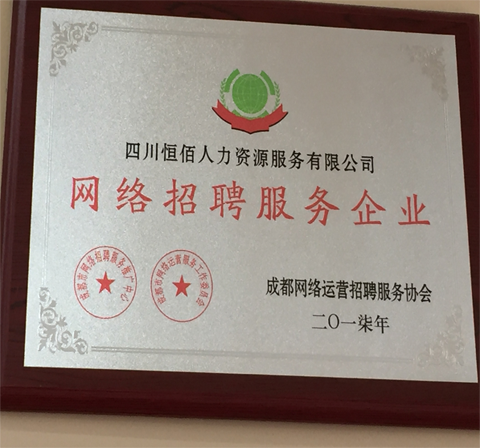 四川恒佰人力资源服务有限公司
网络招聘服务企业
成都市网络招聘服务推广中心
成都市网络运营服务工作委员会
成都网络运营招聘服务协会
二〇一柒年